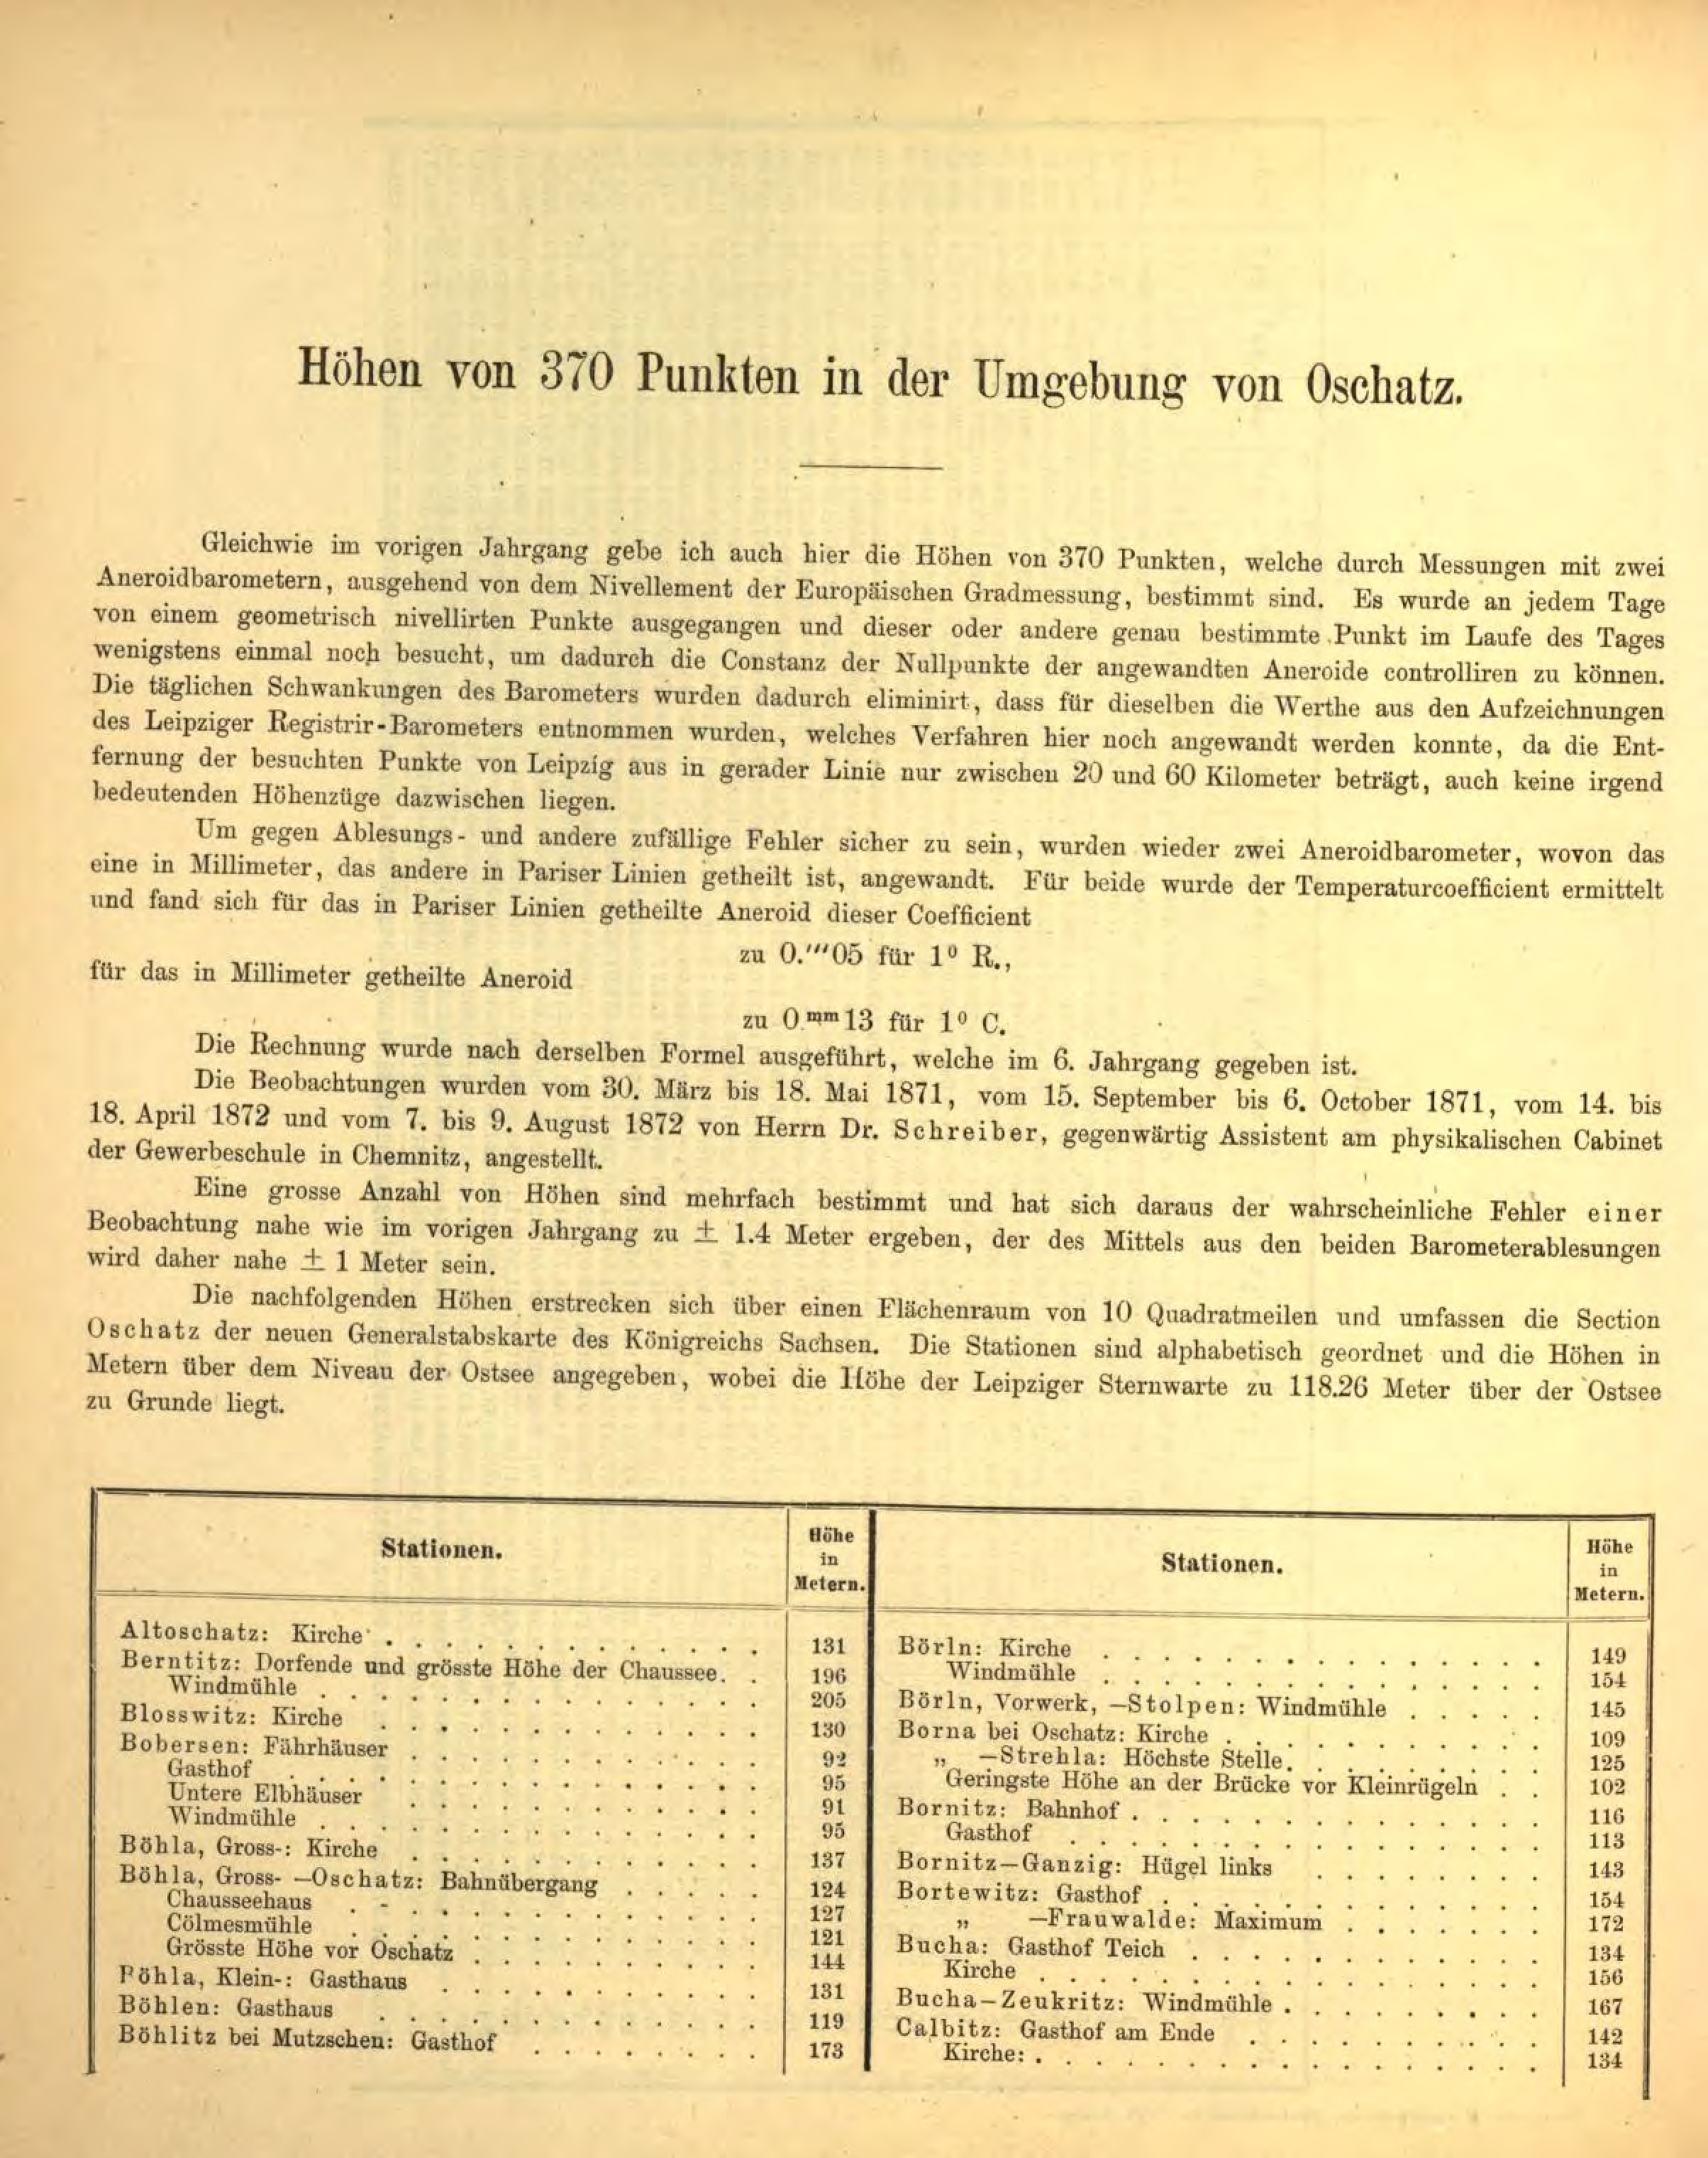 Höhen von 370 Punkten in der Umgebung von Oschatz.
Gleichwie im vorigen Jahrgang gebe ich auch hier die Höhen von 370 Punkten, welche durch Messungen mit zwei
Aneroidbarometern, ausgehend von dem Nivellement der Europäischen Gradmessung, bestimmt sind. Es wurde an jedem Tage
von einem geometrisch nivellirten Punkte ausgegangen und dieser oder andere genau bestimmte Punkt im Laufe des Tages
wenigstens einmal noch besucht, um dadurch die Constanz der Nullpunkte der angewandten Aneroide controlliren zu können.
Die täglichen Schwankungen des Barometers wurden dadurch eliminirt, dass für dieselben die Werthe aus den Aufzeichnungen
des Leipziger Registrir-Barometers entnommen wurden, welches Verfahren hier noch angewandt werden konnte, da die Ent-
fernung der besuchten Punkte von Leipzig aus in gerader Linie nur zwischen 20 und 60 Kilometer beträgt, auch keine irgend
bedeutenden Höhenzüge dazwischen liegen.
Um gegen Ablesungs- und andere zufällige Fehler sicher zu sein, wurden wieder zwei Aneroidbarometer, wovon das
eine in Millimeter, das andere in Pariser Linien getheilt ist, angewandt. Für beide wurde der Temperaturcoefficient ermittelt
und fand sich für das in Pariser Linien getheilte Aneroid dieser Coefficient
zu 0.‴05 für 1⁰ R.,
für das in Millimeter getheilte Aneroid
zu 0.ᵐᵐ13 für 1⁰ C.
Die Rechnung wurde nach derselben Formel ausgeführt, welche im 6. Jahrgang gegeben ist.
Die Beobachtungen wurden vom 30. März bis 18. Mai 1871, vom 15. September bis 6. October 1871, vom 14. bis
18. April 1872 und vom 7. bis 9. August 1872 von Herrn Dr. Schreiber, gegenwärtig Assistent am physikalischen Cabinet
der Gewerbeschule in Chemnitz, angestellt.
Eine grosse Anzahl von Höhen sind mehrfach bestimmt und hat sich daraus der wahrscheinliche Fehler einer
Beobachtung nahe wie im vorigen Jahrgang zu ± 1.4 Meter ergeben, der des Mittels aus den beiden Barometerablesungen
wird daher nahe ± 1 Meter sein.
Die nachfolgenden Höhen erstrecken sich über einen Flächenraum von 10 Quadratmeilen und umfassen die Section
Oschatz der neuen Generalstabskarte des Königreichs Sachsen. Die Stationen sind alphabetisch geordnet und die Höhen in
Metern über dem Niveau der Ostsee angegeben, wobei die Höhe der Leipziger Sternwarte zu 118.26 Meter über der Ostsee
zu Grunde liegt.
Stationen.
Höhe
in
Metern.
Altoschatz: Kirche . . . 131
Berntitz: Dorfende und grösste Höhe der Chaussee. . 196
Windmühle . . . 205
Blosswitz: Kirche . . . 130
Bobersen: Fährhäuser . . . 92
Gasthof . . . 95
Untere Elbhäuser . . . 91
Windmühle . . . 95
Böhla, Gross-: Kirche . . . 137
Böhla, Gross- —Oschatz: Bahnübergang . . . 124
Chausseehaus . . . 127
Cölmesmühle . . . 121
Grösste Höhe vor Oschatz . . . 144
Böhla, Klein-: Gasthaus . . . 131
Böhlen: Gasthaus . . . 119
Böhlitz bei Mutzschen: Gasthof . . . 173
Stationen.
Höhe
in
Metern.
Börln: Kirche . . . 149
Windmühle . . . 154
Börln, Vorwerk, —Stolpen: Windmühle . . . 145
Borna bei Oschatz: Kirche . . . 109
„ —Strehla: Höchste Stelle. . . . 125
Geringste Höhe an der Brücke vor Kleinrügeln . . 102
Bornitz: Bahnhof . . . 116
Gasthof . . . 113
Bornitz—Ganzig: Hügel links . . . 143
Bortewitz: Gasthof . . . 154
„ —Frauwalde: Maximum . . . 172
Bucha: Gasthof Teich . . . 134
Kirche . . . 156
Bucha—Zeukritz: Windmühle . . . 167
Calbitz: Gasthof am Ende . . . 142
Kirche: . . . 134